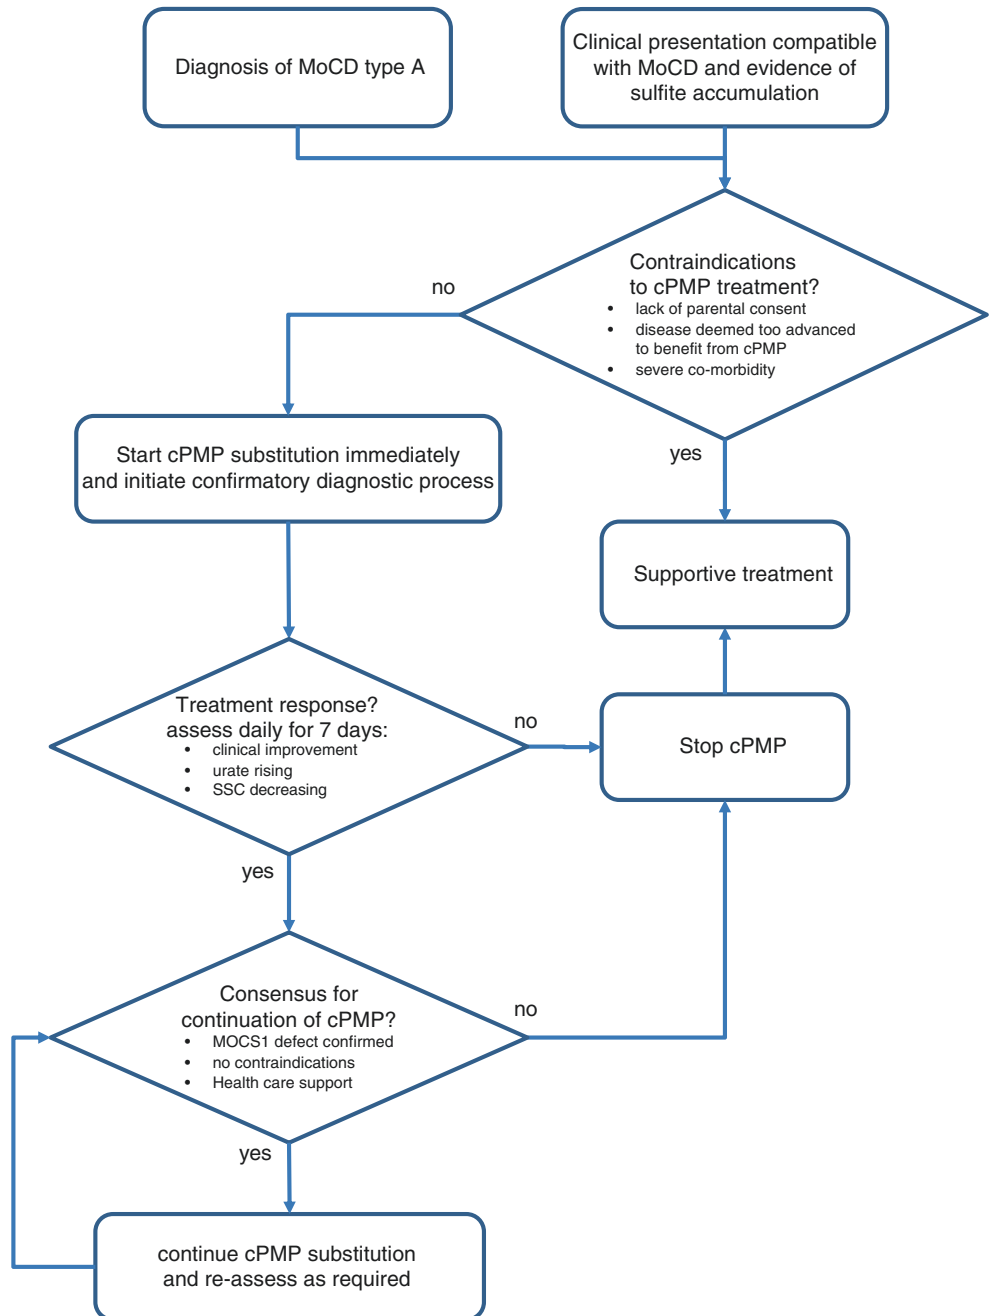 Diagnosis of MoCD type A
Clinical presentation compatible
with MoCD and evidence of
sulfite accumulation
Contraindications
to cPMP treatment?
• lack of parental consent
• disease deemed too advanced
to benefit from cPMP
• severe co-morbidity
no
yes
Start cPMP substitution immediately
and initiate confirmatory diagnostic process
Supportive treatment
Treatment response?
assess daily for 7 days:
• clinical improvement
• urate rising
• SSC decreasing
no
Stop cPMP
yes
Consensus for
continuation of cPMP?
• MOCS1 defect confirmed
• no contraindications
• Health care support
no
yes
continue cPMP substitution
and re-assess as required